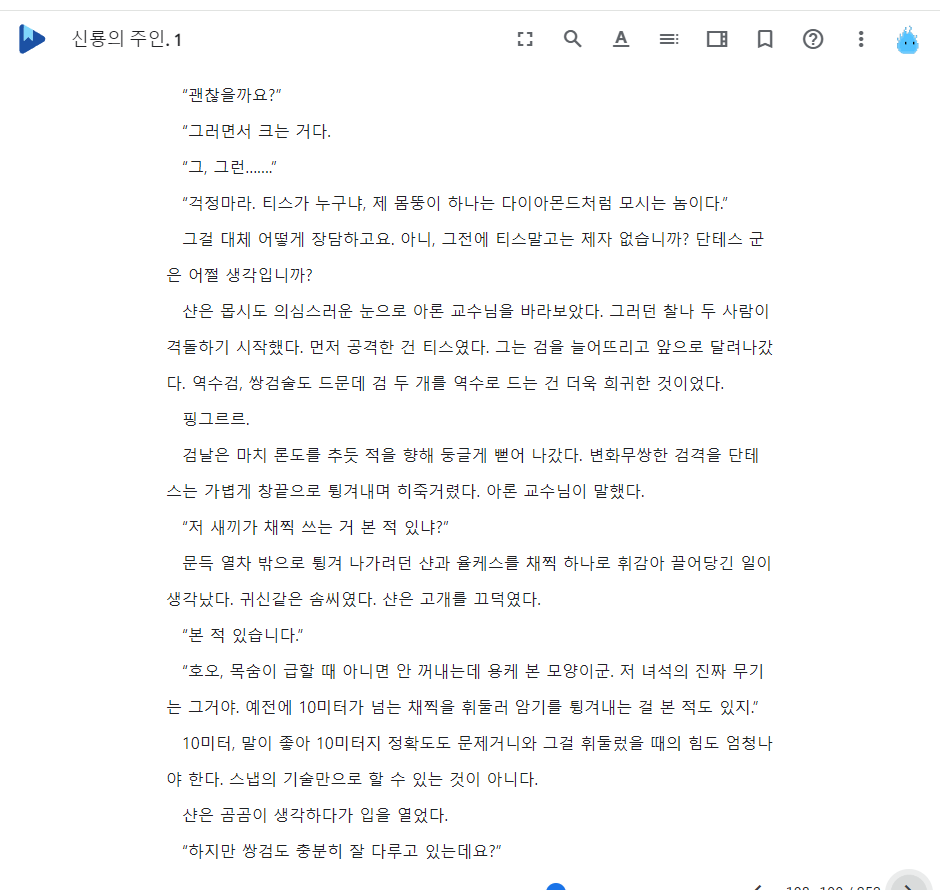 신룡의 주인. 1
"괜찮을까요?"
"그러면서 크는 거다.
"그, 그런……."
"걱정마라. 티스가 누구냐, 제 몸뚱이 하나는 다이아몬드처럼 모시는 놈이다."
그걸 대체 어떻게 장담하고요. 아니, 그전에 티스말고는 제자 없습니까? 단테스 군
은 어쩔 생각입니까?
샨은 몹시도 의심스러운 눈으로 아론 교수님을 바라보았다. 그러던 찰나 두 사람이
격돌하기 시작했다. 먼저 공격한 건 티스였다. 그는 검을 늘어뜨리고 앞으로 달려나갔
다. 역수검, 쌍검술도 드문데 검 두 개를 역수로 드는 건 더욱 희귀한 것이었다.
핑그르르.
검날은 마치 론도를 추듯 적을 향해 둥글게 뻗어 나갔다. 변화무쌍한 검격을 단테
스는 가볍게 창끝으로 튕겨내며 히죽거렸다. 아론 교수님이 말했다.
"저 새끼가 채찍 쓰는 거 본 적 있냐?"
문득 열차 밖으로 튕겨 나가려던 샨과 율케스를 채찍 하나로 휘감아 끌어당긴 일이
생각났다. 귀신같은 솜씨였다. 샨은 고개를 끄덕였다.
"본 적 있습니다."
"호오, 목숨이 급할 때 아니면 안 꺼내는데 용케 본 모양이군. 저 녀석의 진짜 무기
는 그거야. 예전에 10미터가 넘는 채찍을 휘둘러 암기를 튕겨내는 걸 본 적도 있지."
10미터, 말이 좋아 10미터지 정확도도 문제거니와 그걸 휘둘렀을 때의 힘도 엄청나
야 한다. 스냅의 기술만으로 할 수 있는 것이 아니다.
샨은 곰곰이 생각하다가 입을 열었다.
"하지만 쌍검도 충분히 잘 다루고 있는데요?"